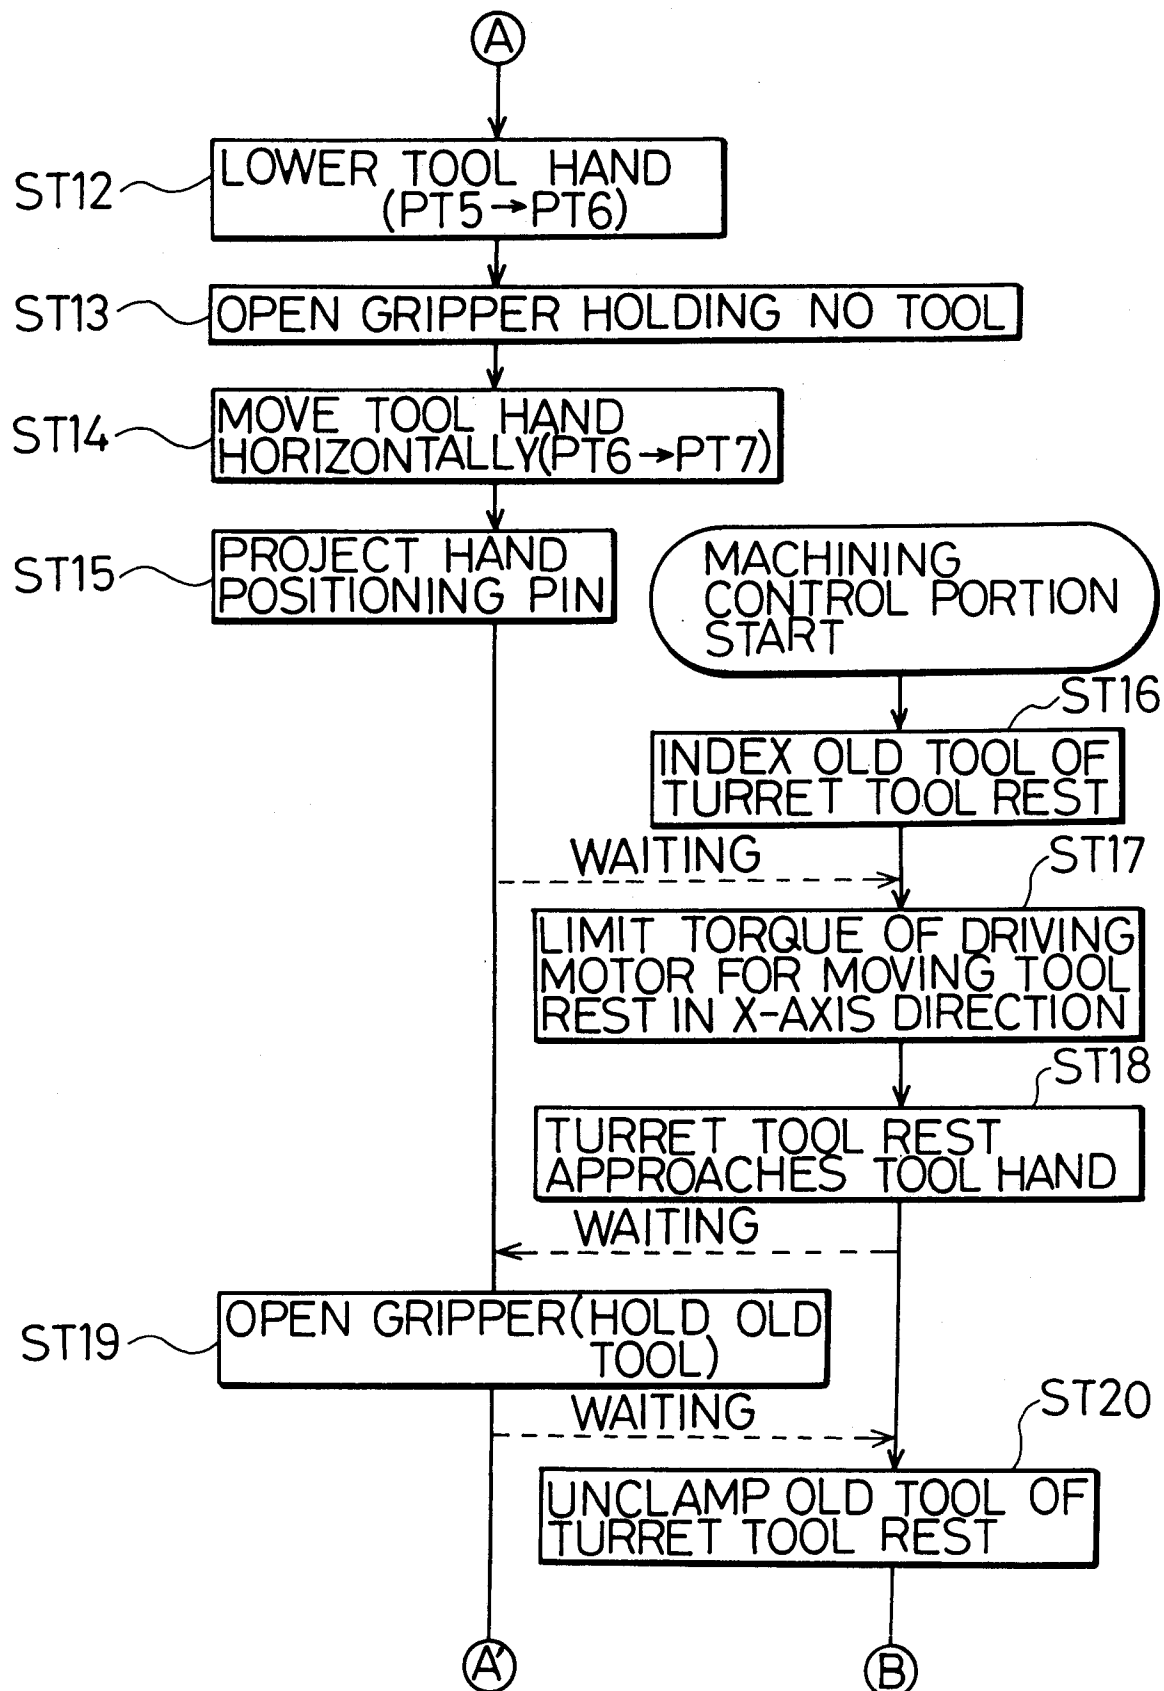 A
ST12
LOWER TOOL HAND
(PT5→PT6)
ST13
OPEN GRIPPER HOLDING NO TOOL
ST14
MOVE TOOL HAND
HORIZONTALLY(PT6→PT7)
ST15
PROJECT HAND
POSITIONING PIN
MACHINING
CONTROL PORTION
START
ST16
INDEX OLD TOOL OF
TURRET TOOL REST
WAITING
ST17
LIMIT TORQUE OF DRIVING
MOTOR FOR MOVING TOOL
REST IN X-AXIS DIRECTION
ST18
TURRET TOOL REST
APPROACHES TOOL HAND
WAITING
ST19
OPEN GRIPPER(HOLD OLD
TOOL)
WAITING
ST20
UNCLAMP OLD TOOL OF
TURRET TOOL REST
A'
B